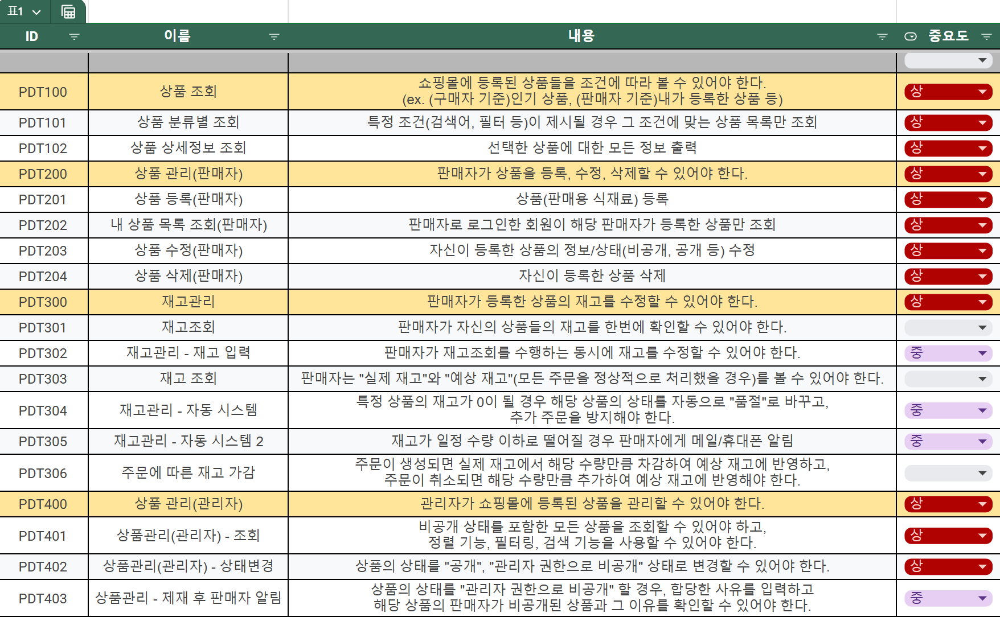 표1
ID 이름 내용 중요도
PDT100 상품 조회 쇼핑몰에 등록된 상품들을 조건에 따라 볼 수 있어야 한다. 상
(ex. (구매자 기준)인기 상품, (판매자 기준)내가 등록한 상품 등)
PDT101 상품 분류별 조회 특정 조건(검색어, 필터 등)이 제시될 경우 그 조건에 맞는 상품 목록만 조회 상
PDT102 상품 상세정보 조회 선택한 상품에 대한 모든 정보 출력 상
PDT200 상품 관리(판매자) 판매자가 상품을 등록, 수정, 삭제할 수 있어야 한다. 상
PDT201 상품 등록(판매자) 상품(판매용 식재료) 등록 상
PDT202 내 상품 목록 조회(판매자) 판매자로 로그인한 회원이 해당 판매자가 등록한 상품만 조회 상
PDT203 상품 수정(판매자) 자신이 등록한 상품의 정보/상태(비공개, 공개 등) 수정 상
PDT204 상품 삭제(판매자) 자신이 등록한 상품 삭제 상
PDT300 재고관리 판매자가 등록한 상품의 재고를 수정할 수 있어야 한다. 상
PDT301 재고조회 판매자가 자신의 상품들의 재고를 한번에 확인할 수 있어야 한다.
PDT302 재고관리 - 재고 입력 판매자가 재고조회를 수행하는 동시에 재고를 수정할 수 있어야 한다. 중
PDT303 재고 조회 판매자는 "실제 재고"와 "예상 재고"(모든 주문을 정상적으로 처리했을 경우)를 볼 수 있어야 한다.
PDT304 재고관리 - 자동 시스템 특정 상품의 재고가 0이 될 경우 해당 상품의 상태를 자동으로 "품절"로 바꾸고, 중
추가 주문을 방지해야 한다.
PDT305 재고관리 - 자동 시스템 2 재고가 일정 수량 이하로 떨어질 경우 판매자에게 메일/휴대폰 알림 중
PDT306 주문에 따른 재고 가감 주문이 생성되면 실제 재고에서 해당 수량만큼 차감하여 예상 재고에 반영하고,
주문이 취소되면 해당 수량만큼 추가하여 예상 재고에 반영해야 한다.
PDT400 상품 관리(관리자) 관리자가 쇼핑몰에 등록된 상품을 관리할 수 있어야 한다. 상
PDT401 상품관리(관리자) - 조회 비공개 상태를 포함한 모든 상품을 조회할 수 있어야 하고, 상
정렬 기능, 필터링, 검색 기능을 사용할 수 있어야 한다.
PDT402 상품관리(관리자) - 상태변경 상품의 상태를 "공개", "관리자 권한으로 비공개" 상태로 변경할 수 있어야 한다. 상
PDT403 상품관리 - 제재 후 판매자 알림 상품의 상태를 "관리자 권한으로 비공개" 할 경우, 합당한 사유를 입력하고 중
해당 상품의 판매자가 비공개된 상품과 그 이유를 확인할 수 있어야 한다.